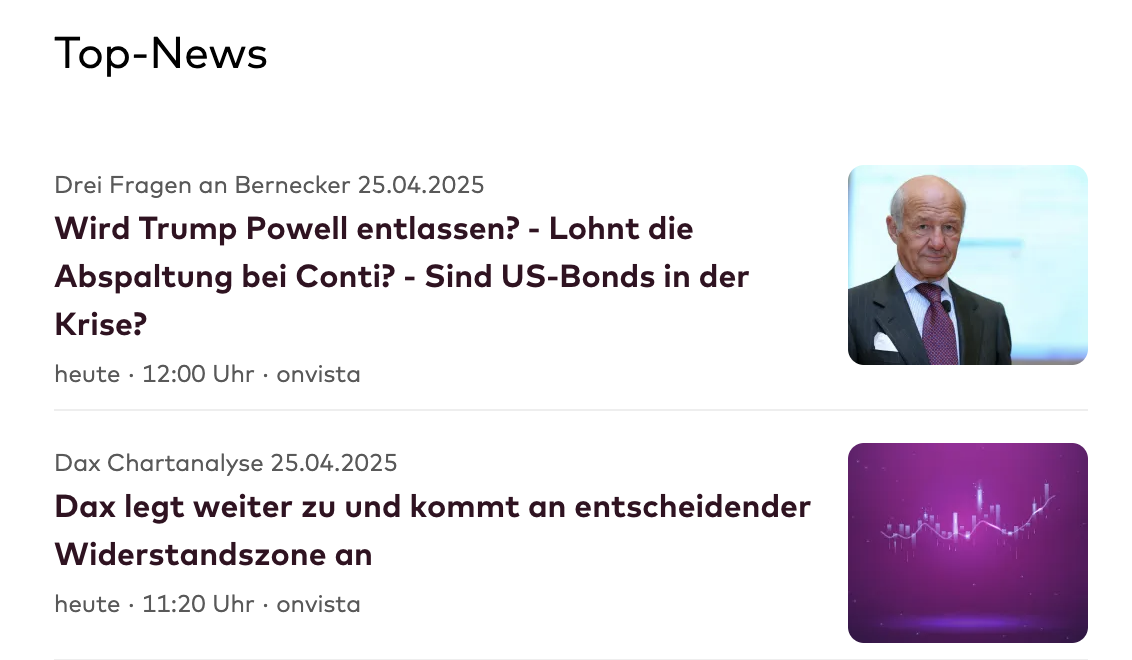 Top-News
Drei Fragen an Bernecker 25.04.2025
Wird Trump Powell entlassen? - Lohnt die
Abspaltung bei Conti? - Sind US-Bonds in der
Krise?
heute · 12:00 Uhr · onvista
Dax Chartanalyse 25.04.2025
Dax legt weiter zu und kommt an entscheidender
Widerstandszone an
heute · 11:20 Uhr · onvista